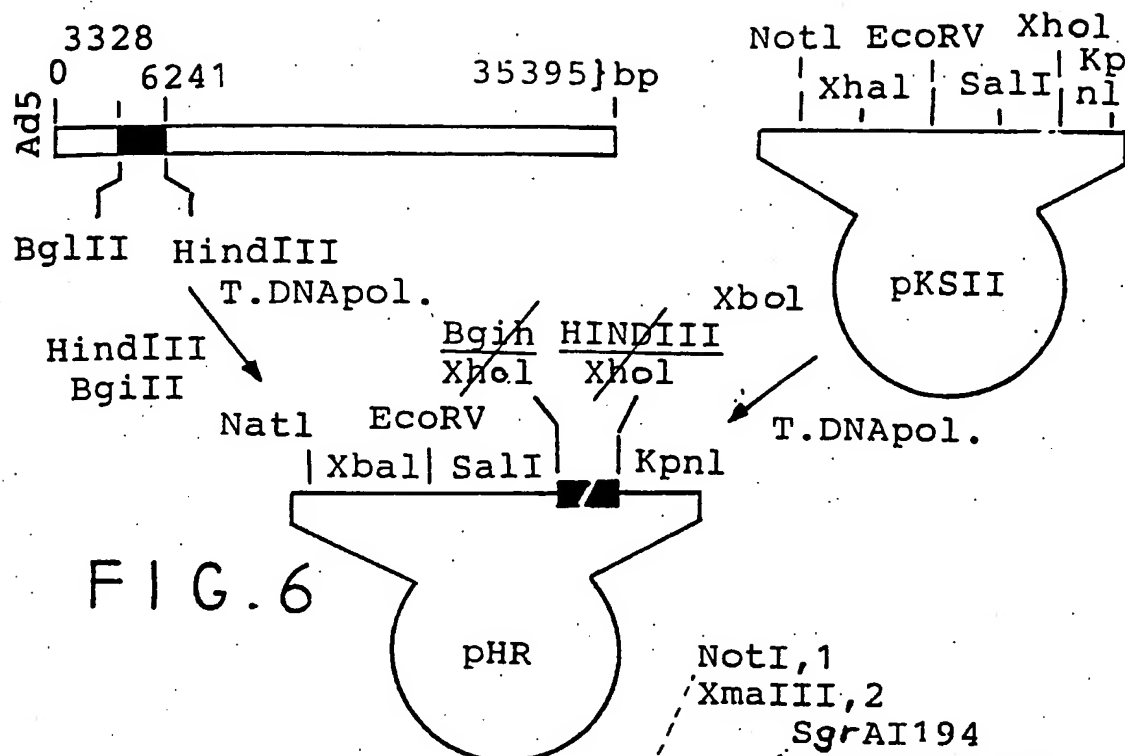 3328
0
6241
35395}bp
Ad5
BglII
HindIII
T.DNApol.
HindIII
BgiII
NotI EcoRV XhoI
XhaI SalI Kp
nl
pKSII
Xbol
T.DNApol.
Bgih HINDIII
Xhol Xhol
Natl
EcoRV
Xbal SalI
Kpnl
FIG.6
pHR
NotI,1
XmaIII,2
SgrAI194